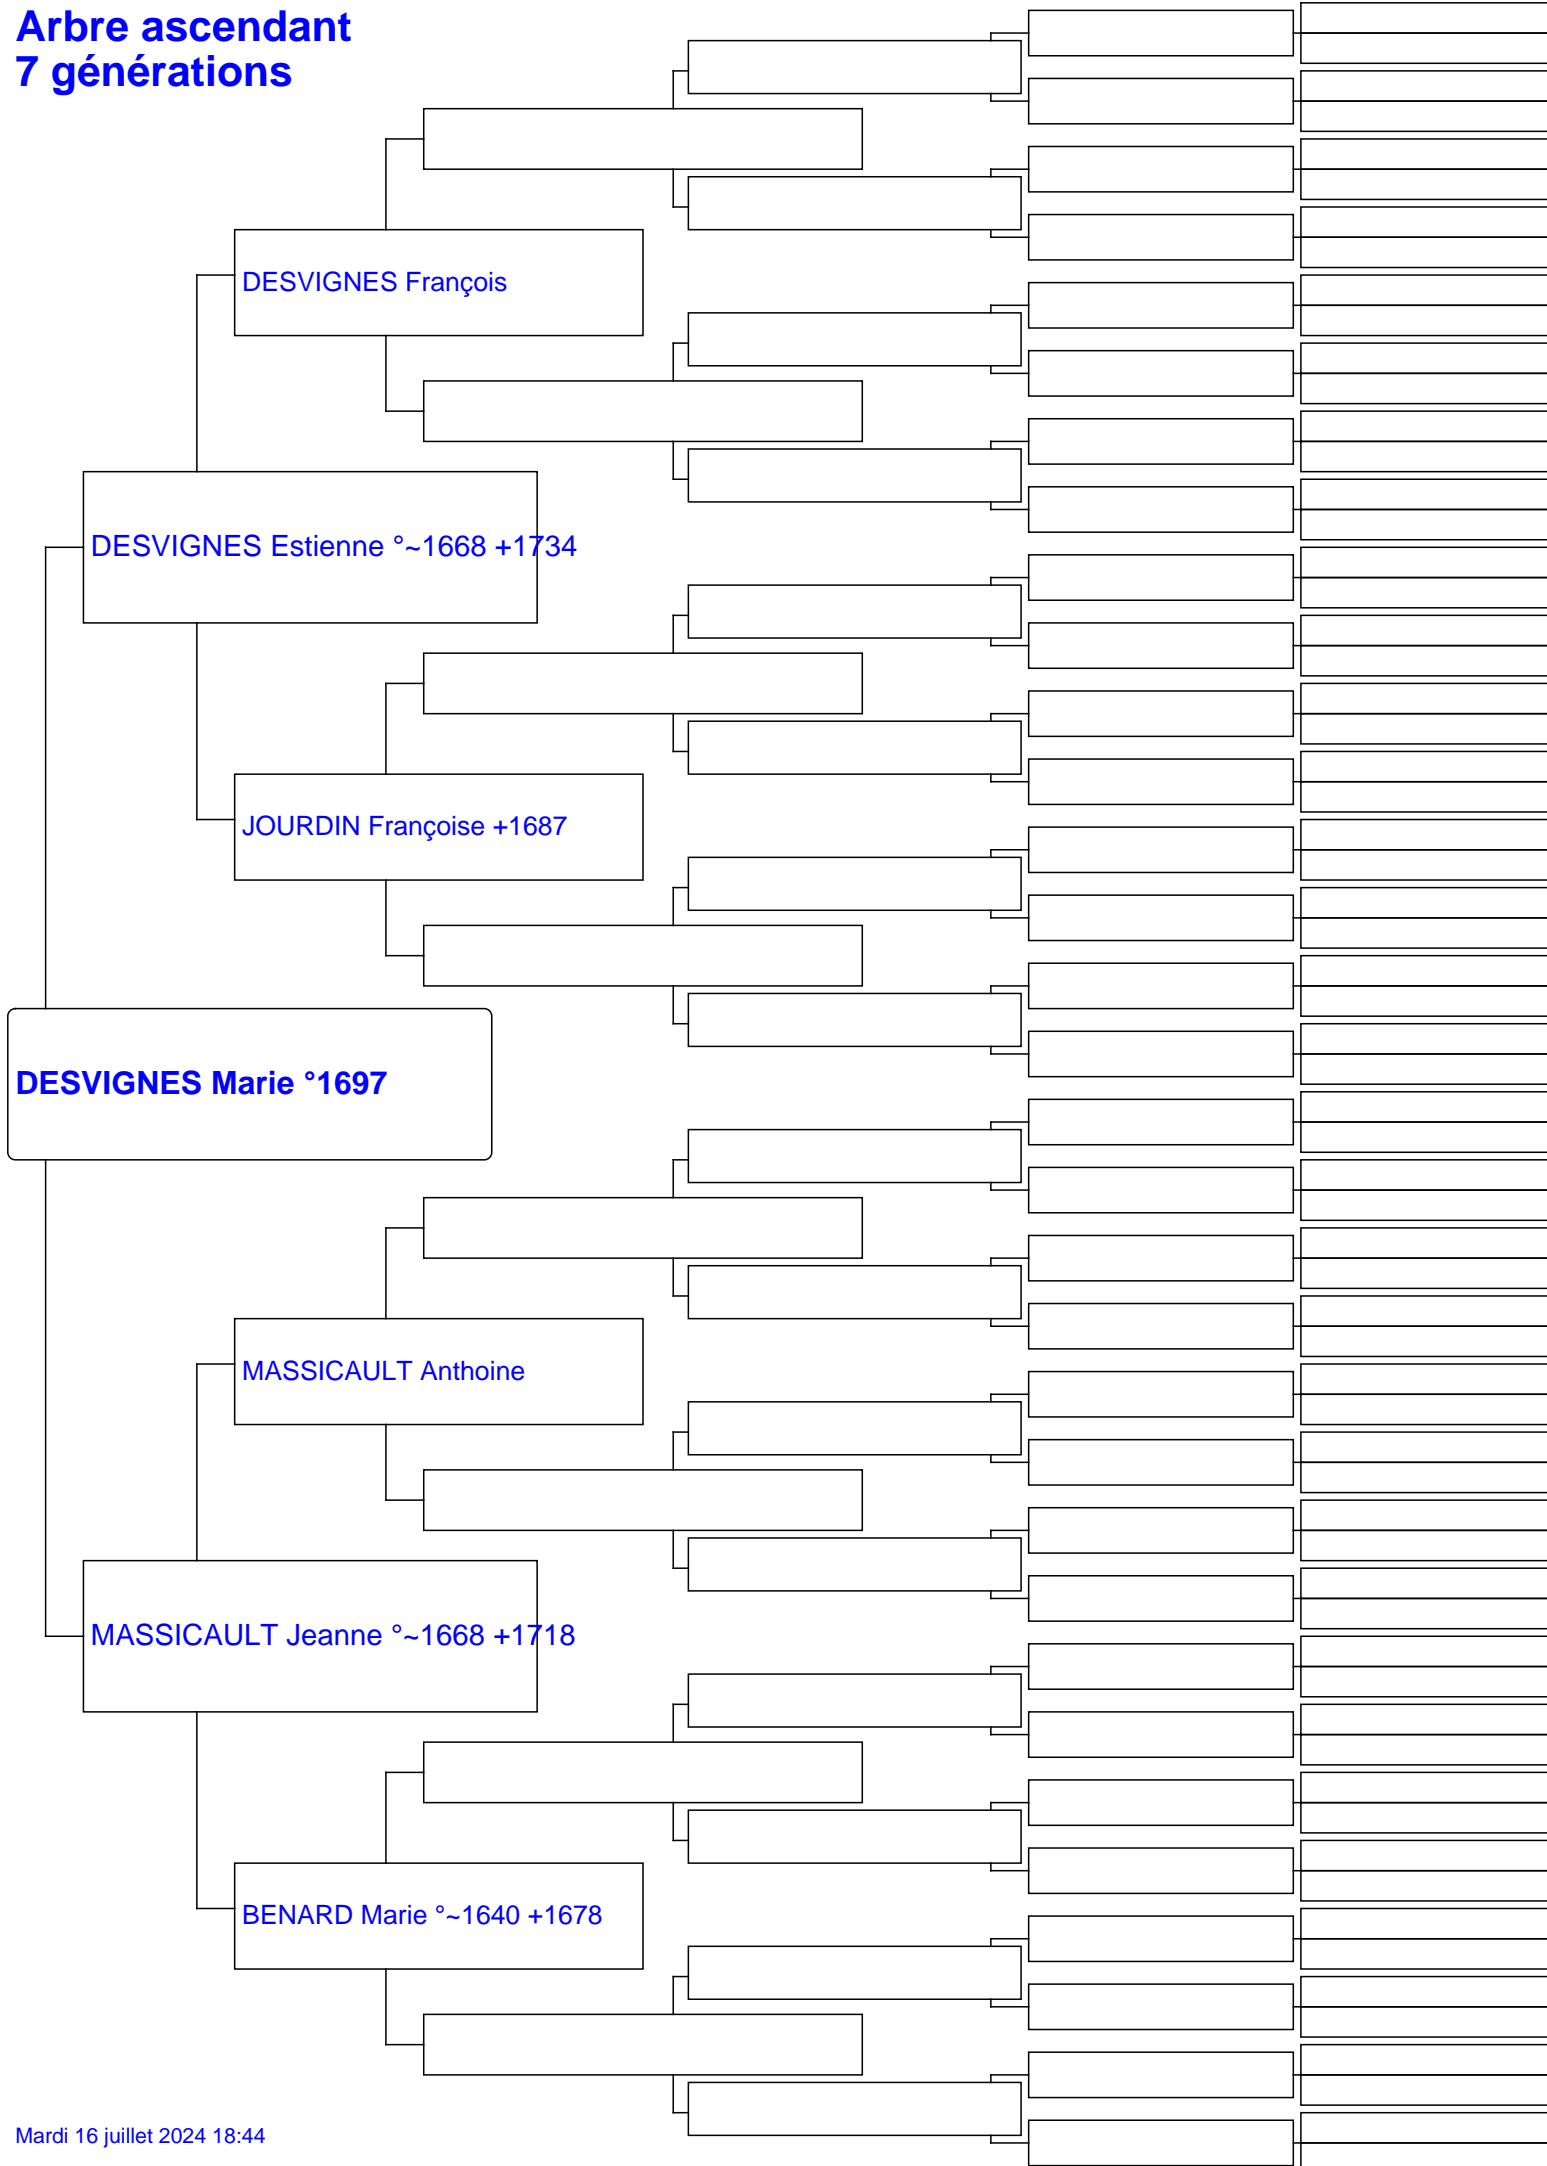 Arbre ascendant
7 générations
DESVIGNES François
DESVIGNES Estienne °~1668 +1734
JOURDIN Françoise +1687
DESVIGNES Marie °1697
MASSICAULT Anthoine
MASSICAULT Jeanne °~1668 +1718
BENARD Marie °~1640 +1678
Mardi 16 juillet 2024 18:44